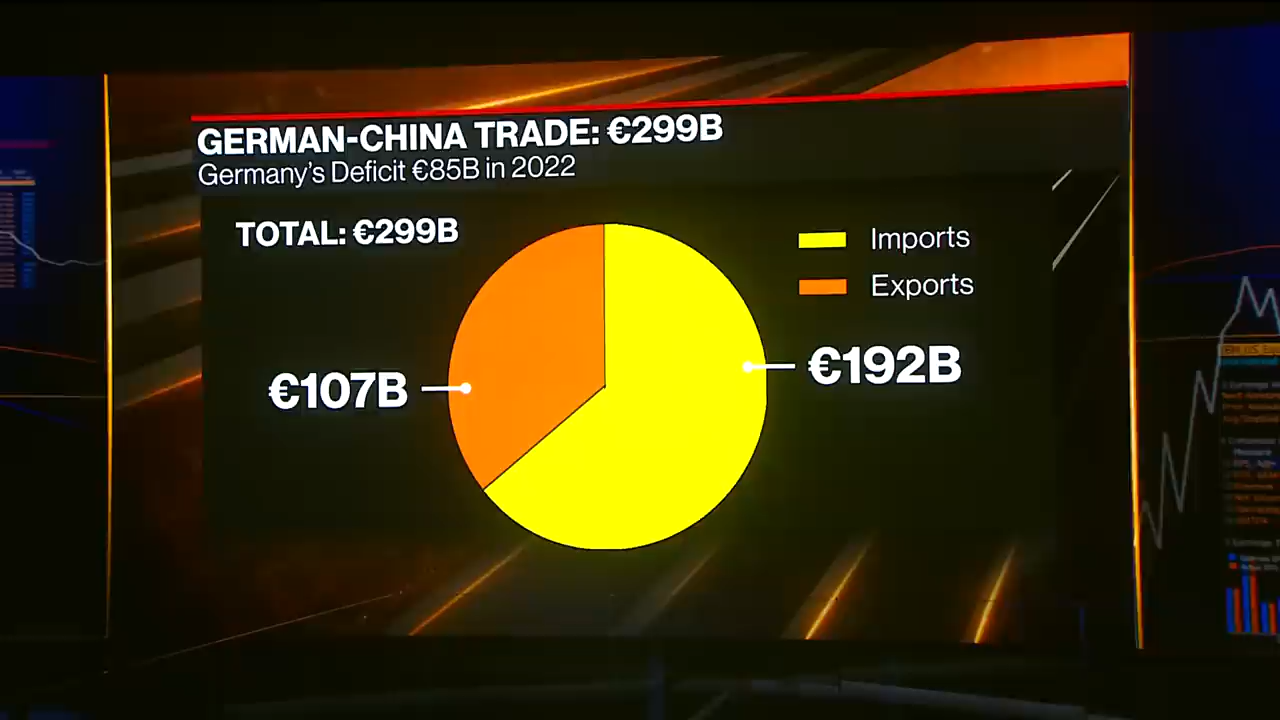 GERMAN-CHINA TRADE: €299B
Germany's Deficit €85B in 2022
TOTAL: €299B
Imports
Exports
€107B
€192B